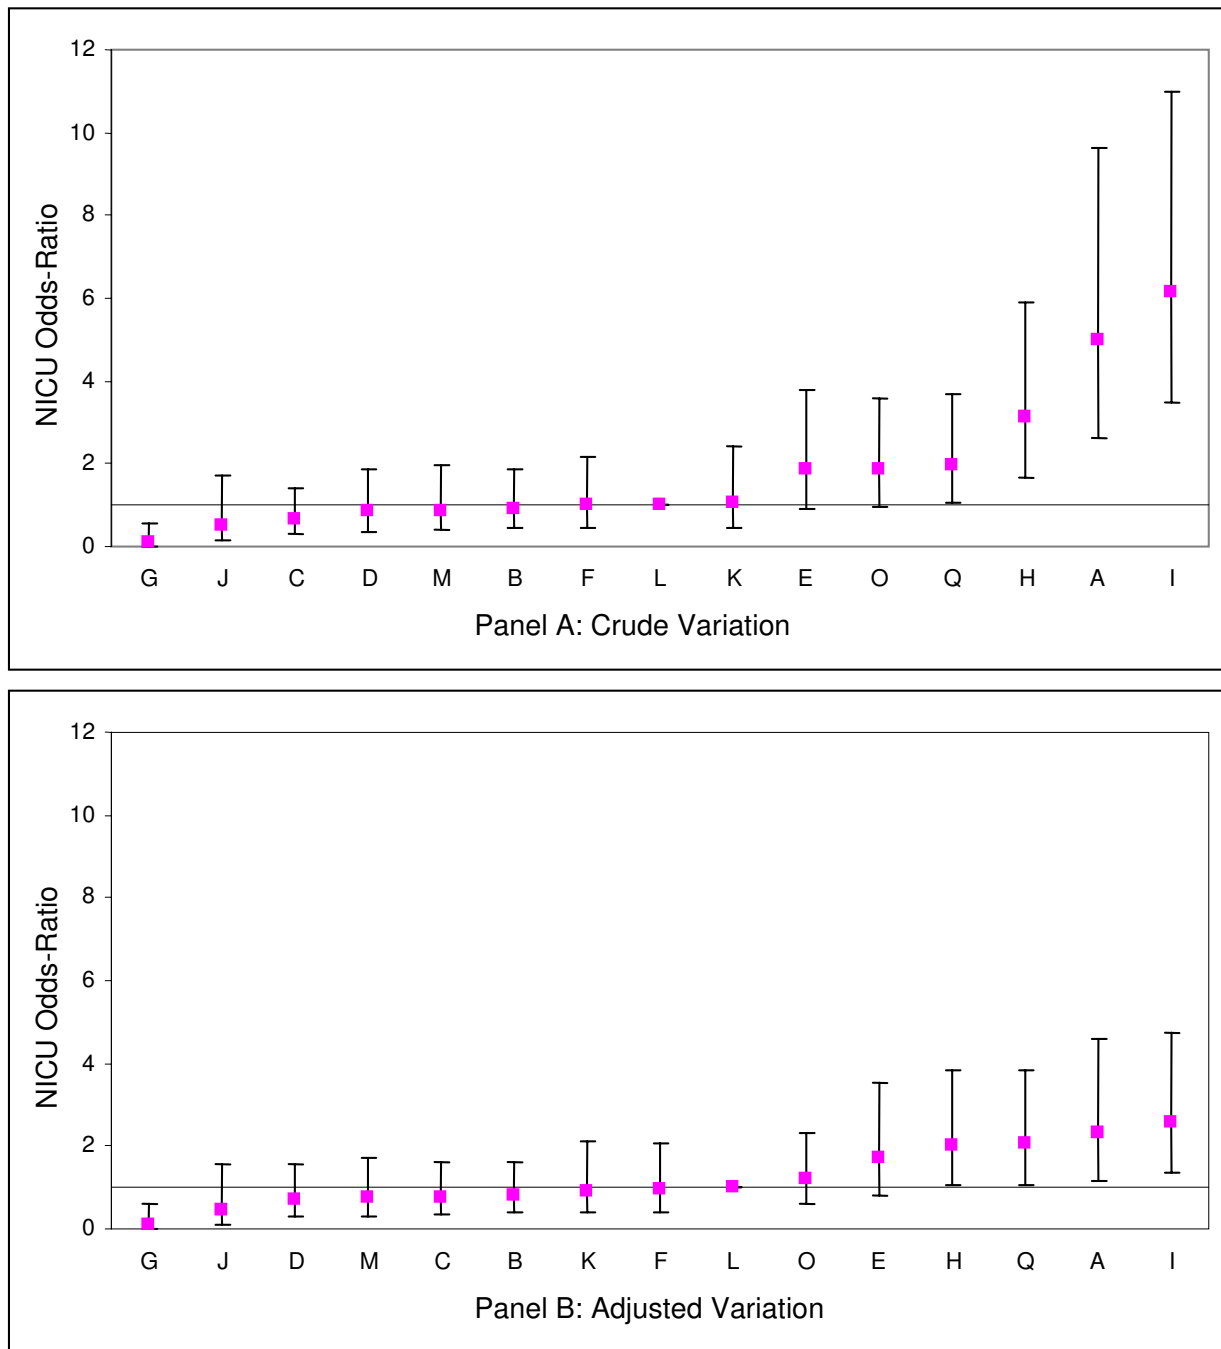 12
10
8
6
4
2
0
NICU Odds-Ratio
G J C D M B F L K E O Q H A I
Panel A: Crude Variation
12
10
8
6
4
2
0
NICU Odds-Ratio
G J D M C B K F L O E H Q A I
Panel B: Adjusted Variation